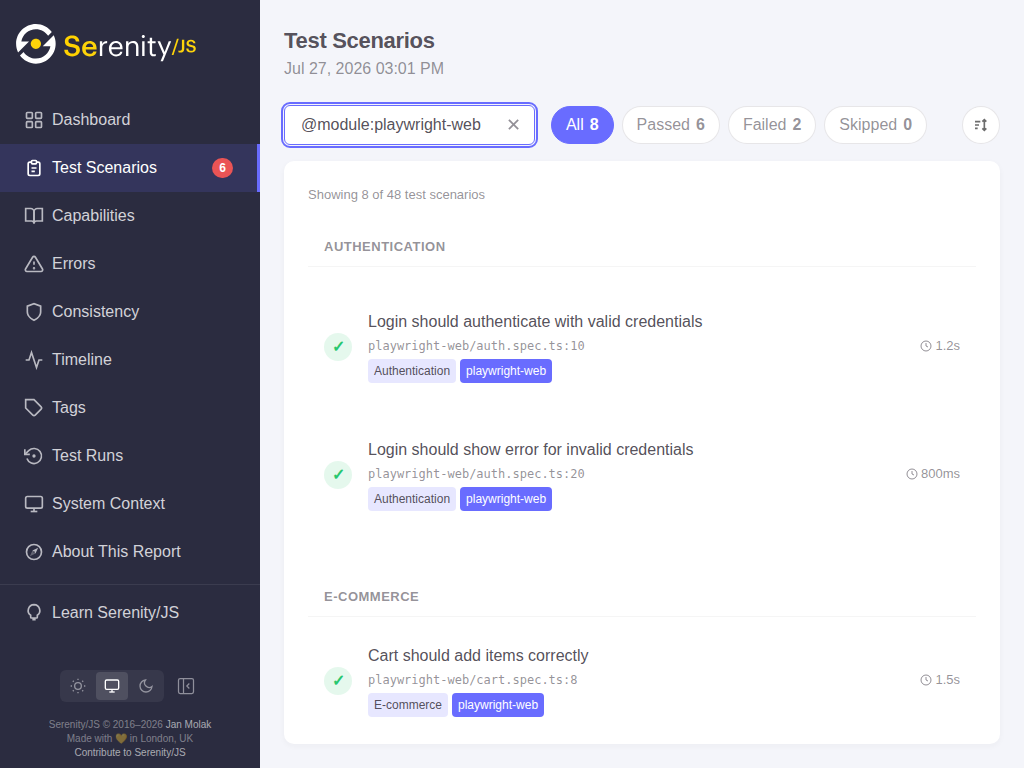 Serenity/JS
Dashboard
Test Scenarios 6
Capabilities
Errors
Consistency
Timeline
Tags
Test Runs
System Context
About This Report
Learn Serenity/JS
Serenity/JS © 2016–2026 Jan Molak
Made with 💛 in London, UK
Contribute to Serenity/JS
Test Scenarios
Jul 27, 2026 03:01 PM
@module:playwright-web
All 8 Passed 6 Failed 2 Skipped 0
Showing 8 of 48 test scenarios
AUTHENTICATION
Login should authenticate with valid credentials
playwright-web/auth.spec.ts:10
1.2s
Authentication playwright-web
Login should show error for invalid credentials
playwright-web/auth.spec.ts:20
800ms
Authentication playwright-web
E-COMMERCE
Cart should add items correctly
playwright-web/cart.spec.ts:8
1.5s
E-commerce playwright-web